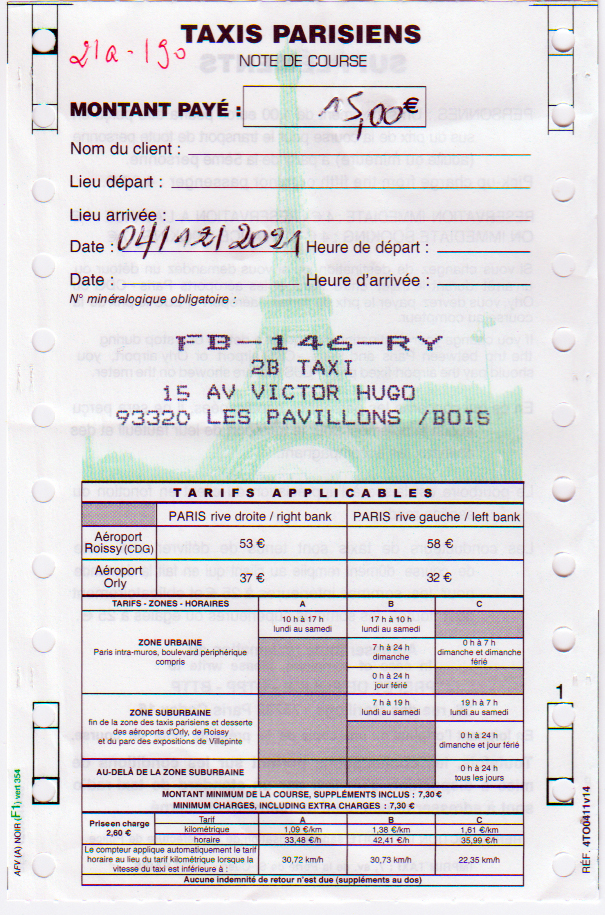 TAXIS PARISIENS
21a-190
NOTE DE COURSE
MONTANT PAYÉ : 15,00€
Nom du client :
Lieu départ :
Lieu arrivée :
Date : 04/12/2021 Heure de départ :
Date : Heure d'arrivée :
N° minéralogique obligatoire :
FB-146-RY
2B TAXI
15 AV VICTOR HUGO
93320 LES PAVILLONS /BOIS
TARIFS APPLICABLES
PARIS rive droite / right bank PARIS rive gauche / left bank
Aéroport Roissy (CDG) 53 € 58 €
Aéroport Orly 37 € 32 €
TARIFS - ZONES - HORAIRES A B C
ZONE URBAINE
Paris intra-muros, boulevard périphérique compris
10 h à 17 h lundi au samedi
17 h à 10 h lundi au samedi
7 h à 24 h dimanche
0 h à 7 h dimanche et dimanche férié
0 h à 24 h jour férié
ZONE SUBURBAINE
fin de la zone des taxis parisiens et desserte des aéroports d'Orly, de Roissy et du parc des expositions de Villepinte
7 h à 19 h lundi au samedi
19 h à 7 h lundi au samedi
0 h à 24 h dimanche et jour férié
AU-DELÀ DE LA ZONE SUBURBAINE
0 h à 24 h tous les jours
MONTANT MINIMUM DE LA COURSE, SUPPLÉMENTS INCLUS : 7,30 €
MINIMUM CHARGES, INCLUDING EXTRA CHARGES : 7,30 €
Prise en charge 2,60 €
Tarif A B C
kilométrique 1,09 €/km 1,38 €/km 1,61 €/km
horaire 33,48 €/h 42,41 €/h 35,99 €/h
Le compteur applique automatiquement le tarif horaire au lieu du tarif kilométrique lorsque la vitesse du taxi est inférieure à : 30,72 km/h 30,73 km/h 22,35 km/h
Aucune indemnité de retour n'est due (suppléments au dos)
1
AFV (A) NOIR (F1) vert 354
RÉF. 4TO0411v14